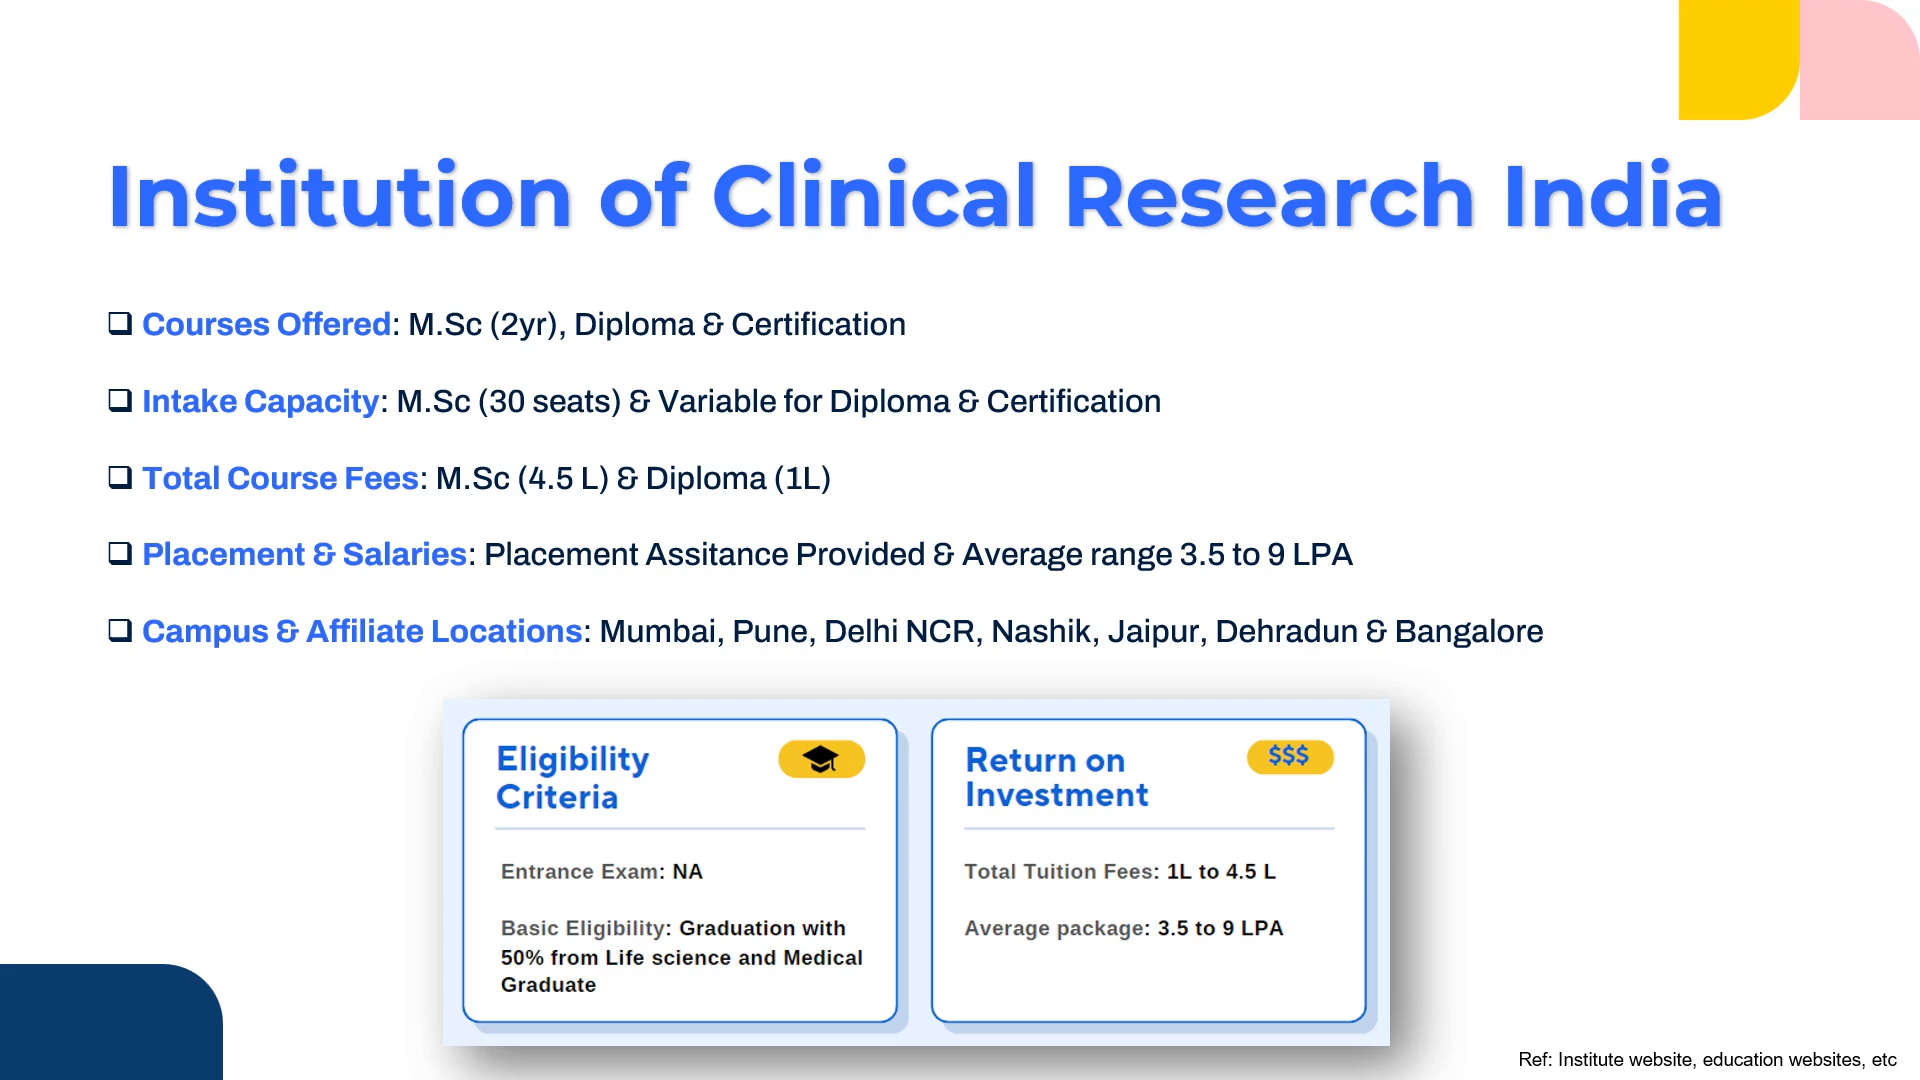 Institution of Clinical Research India
❑ Courses Offered: M.Sc (2yr), Diploma & Certification
❑ Intake Capacity: M.Sc (30 seats) & Variable for Diploma & Certification
❑ Total Course Fees: M.Sc (4.5 L) & Diploma (1L)
❑ Placement & Salaries: Placement Assitance Provided & Average range 3.5 to 9 LPA
❑ Campus & Affiliate Locations: Mumbai, Pune, Delhi NCR, Nashik, Jaipur, Dehradun & Bangalore
Eligibility
Criteria
Entrance Exam: NA
Basic Eligibility: Graduation with
50% from Life science and Medical
Graduate
Return on
Investment
$$$
Total Tuition Fees: 1L to 4.5 L
Average package: 3.5 to 9 LPA
Ref: Institute website, education websites, etc